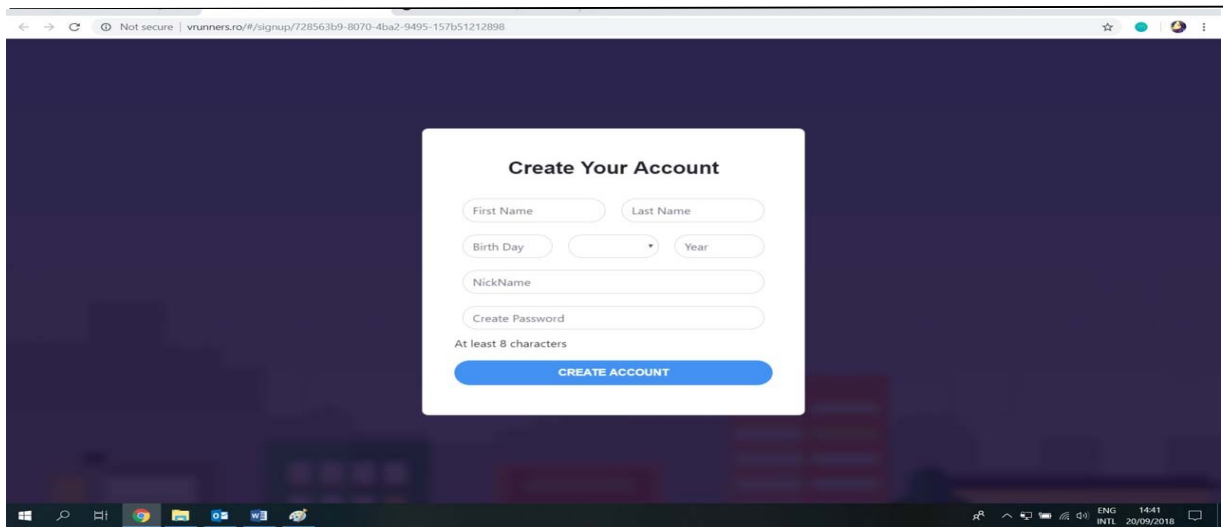 Not secure | vrunners.ro/#/signup/728563b9-8070-4ba2-9495-157b51212898
Create Your Account
First Name Last Name
Birth Day Year
NickName
Create Password
At least 8 characters
CREATE ACCOUNT
ENG 14:41
INTL 20/09/2018